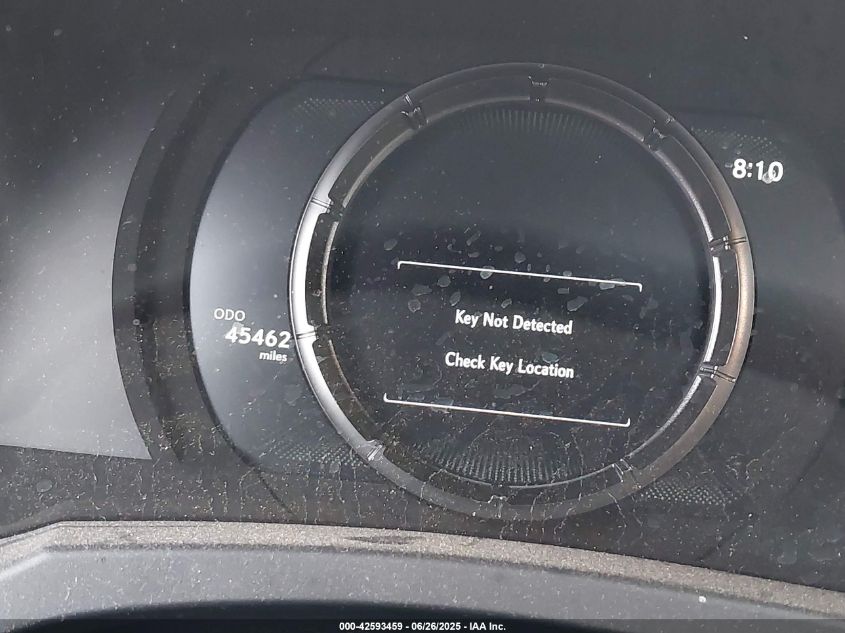 8:10
ODO
45462
miles
Key Not Detected
Check Key Location
000-42593459 - 06/26/2025 - IAA Inc.